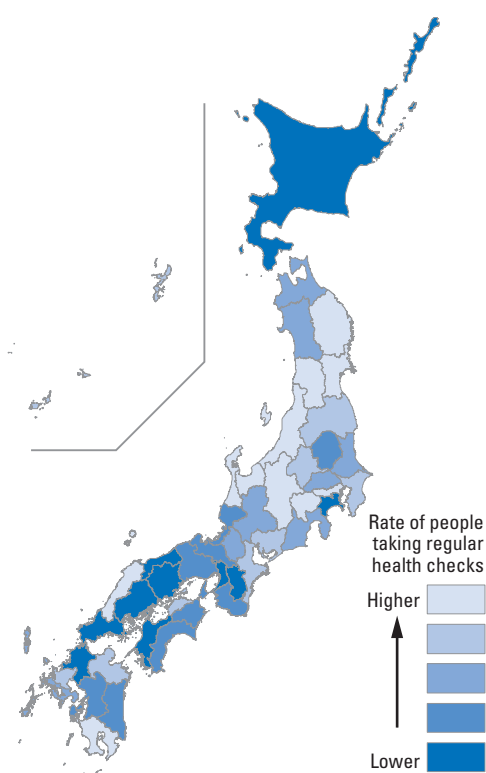 Rate of people
taking regular
health checks
Higher
Lower